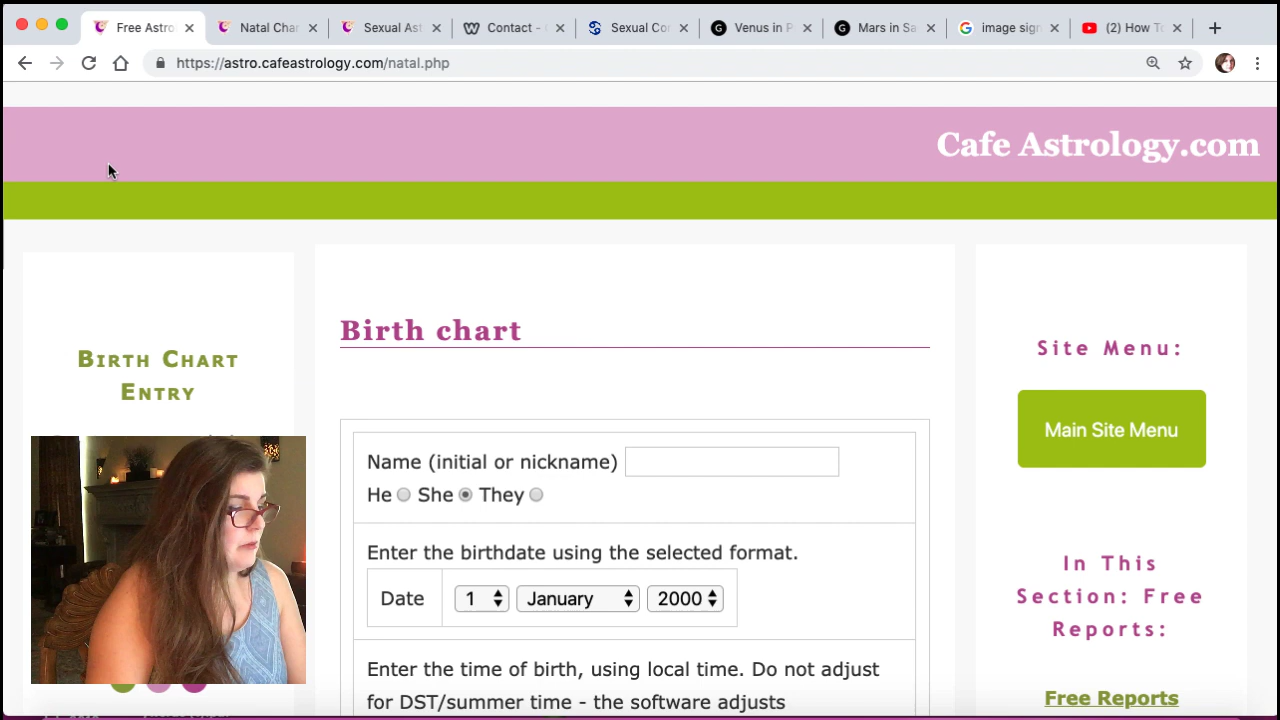 Free Astro
Natal Char
Sexual Ast
Contact -
Sexual Co
Venus in P
Mars in Sa
image sign
(2) How To
https://astro.cafeastrology.com/natal.php
Cafe Astrology.com
Birth Chart
Entry
Birth chart
Name (initial or nickname)
He She They
Enter the birthdate using the selected format.
Date 1 January 2000
Enter the time of birth, using local time. Do not adjust
for DST/summer time - the software adjusts
Site Menu:
Main Site Menu
In This
Section: Free
Reports:
Free Reports